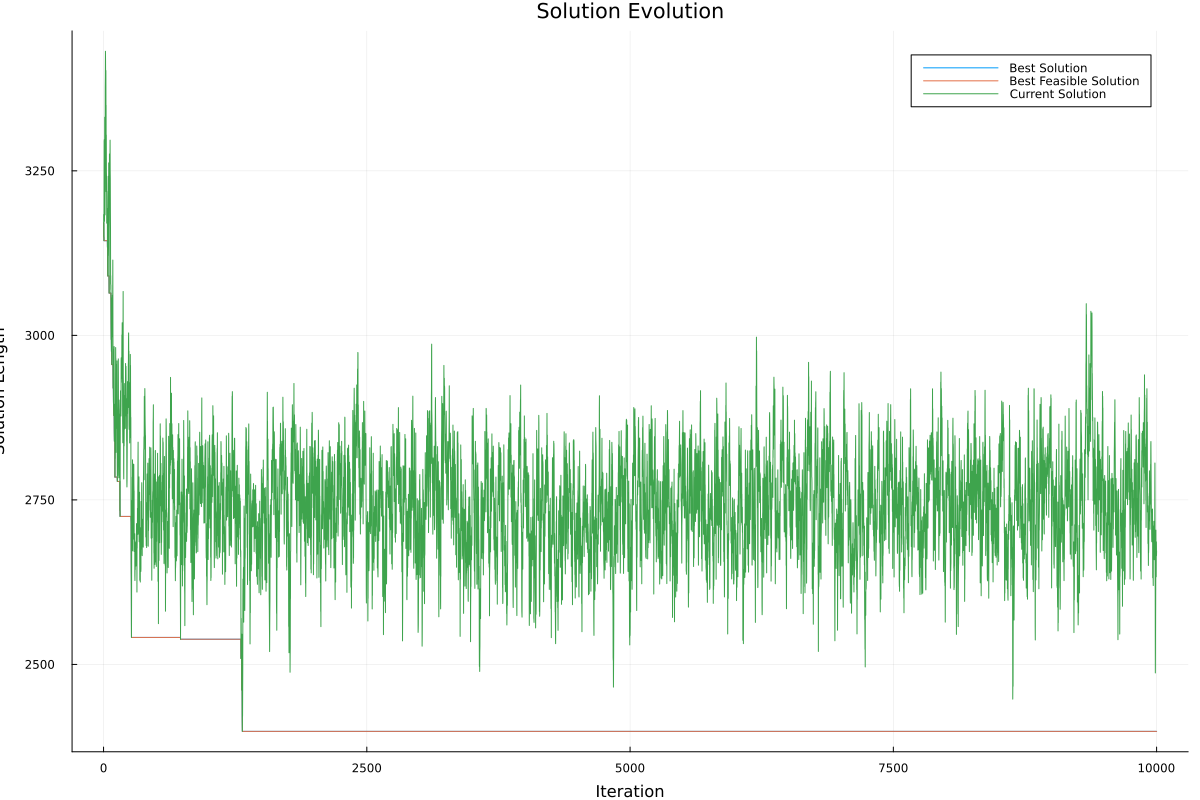 Solution Evolution
Best Solution
Best Feasible Solution
Current Solution
3250
3000
2750
2500
Solution Length
0 2500 5000 7500 10000
Iteration